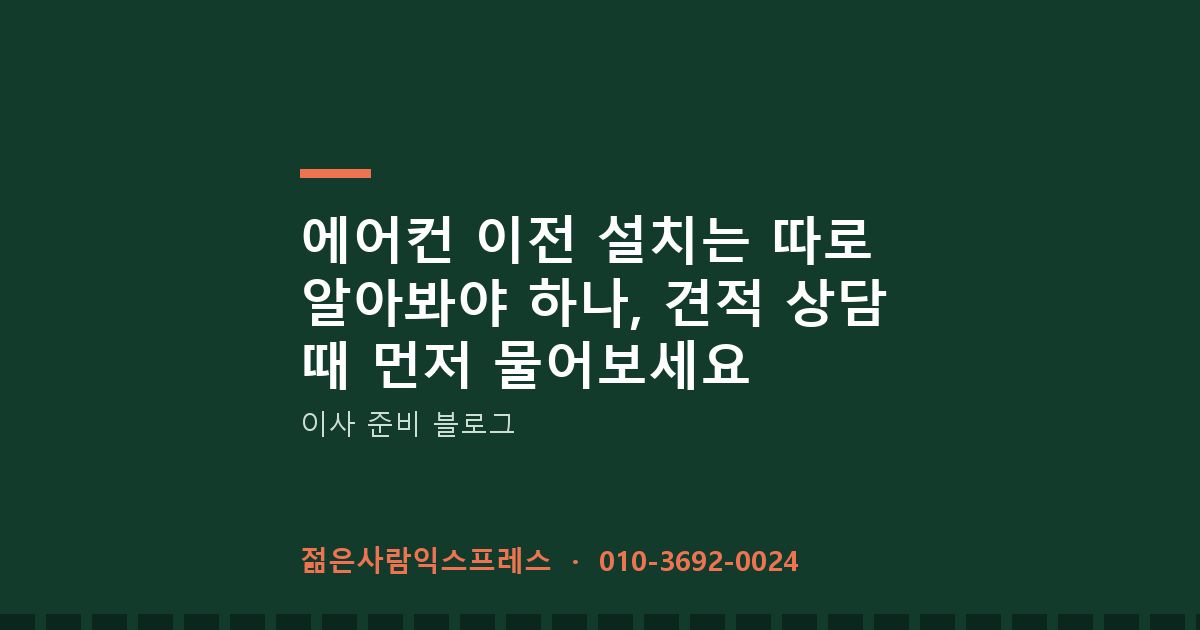 에어컨 이전 설치는 따로
알아봐야 하나, 견적 상담
때 먼저 물어보세요
이사 준비 블로그
젊은사람익스프레스 · 010-3692-0024